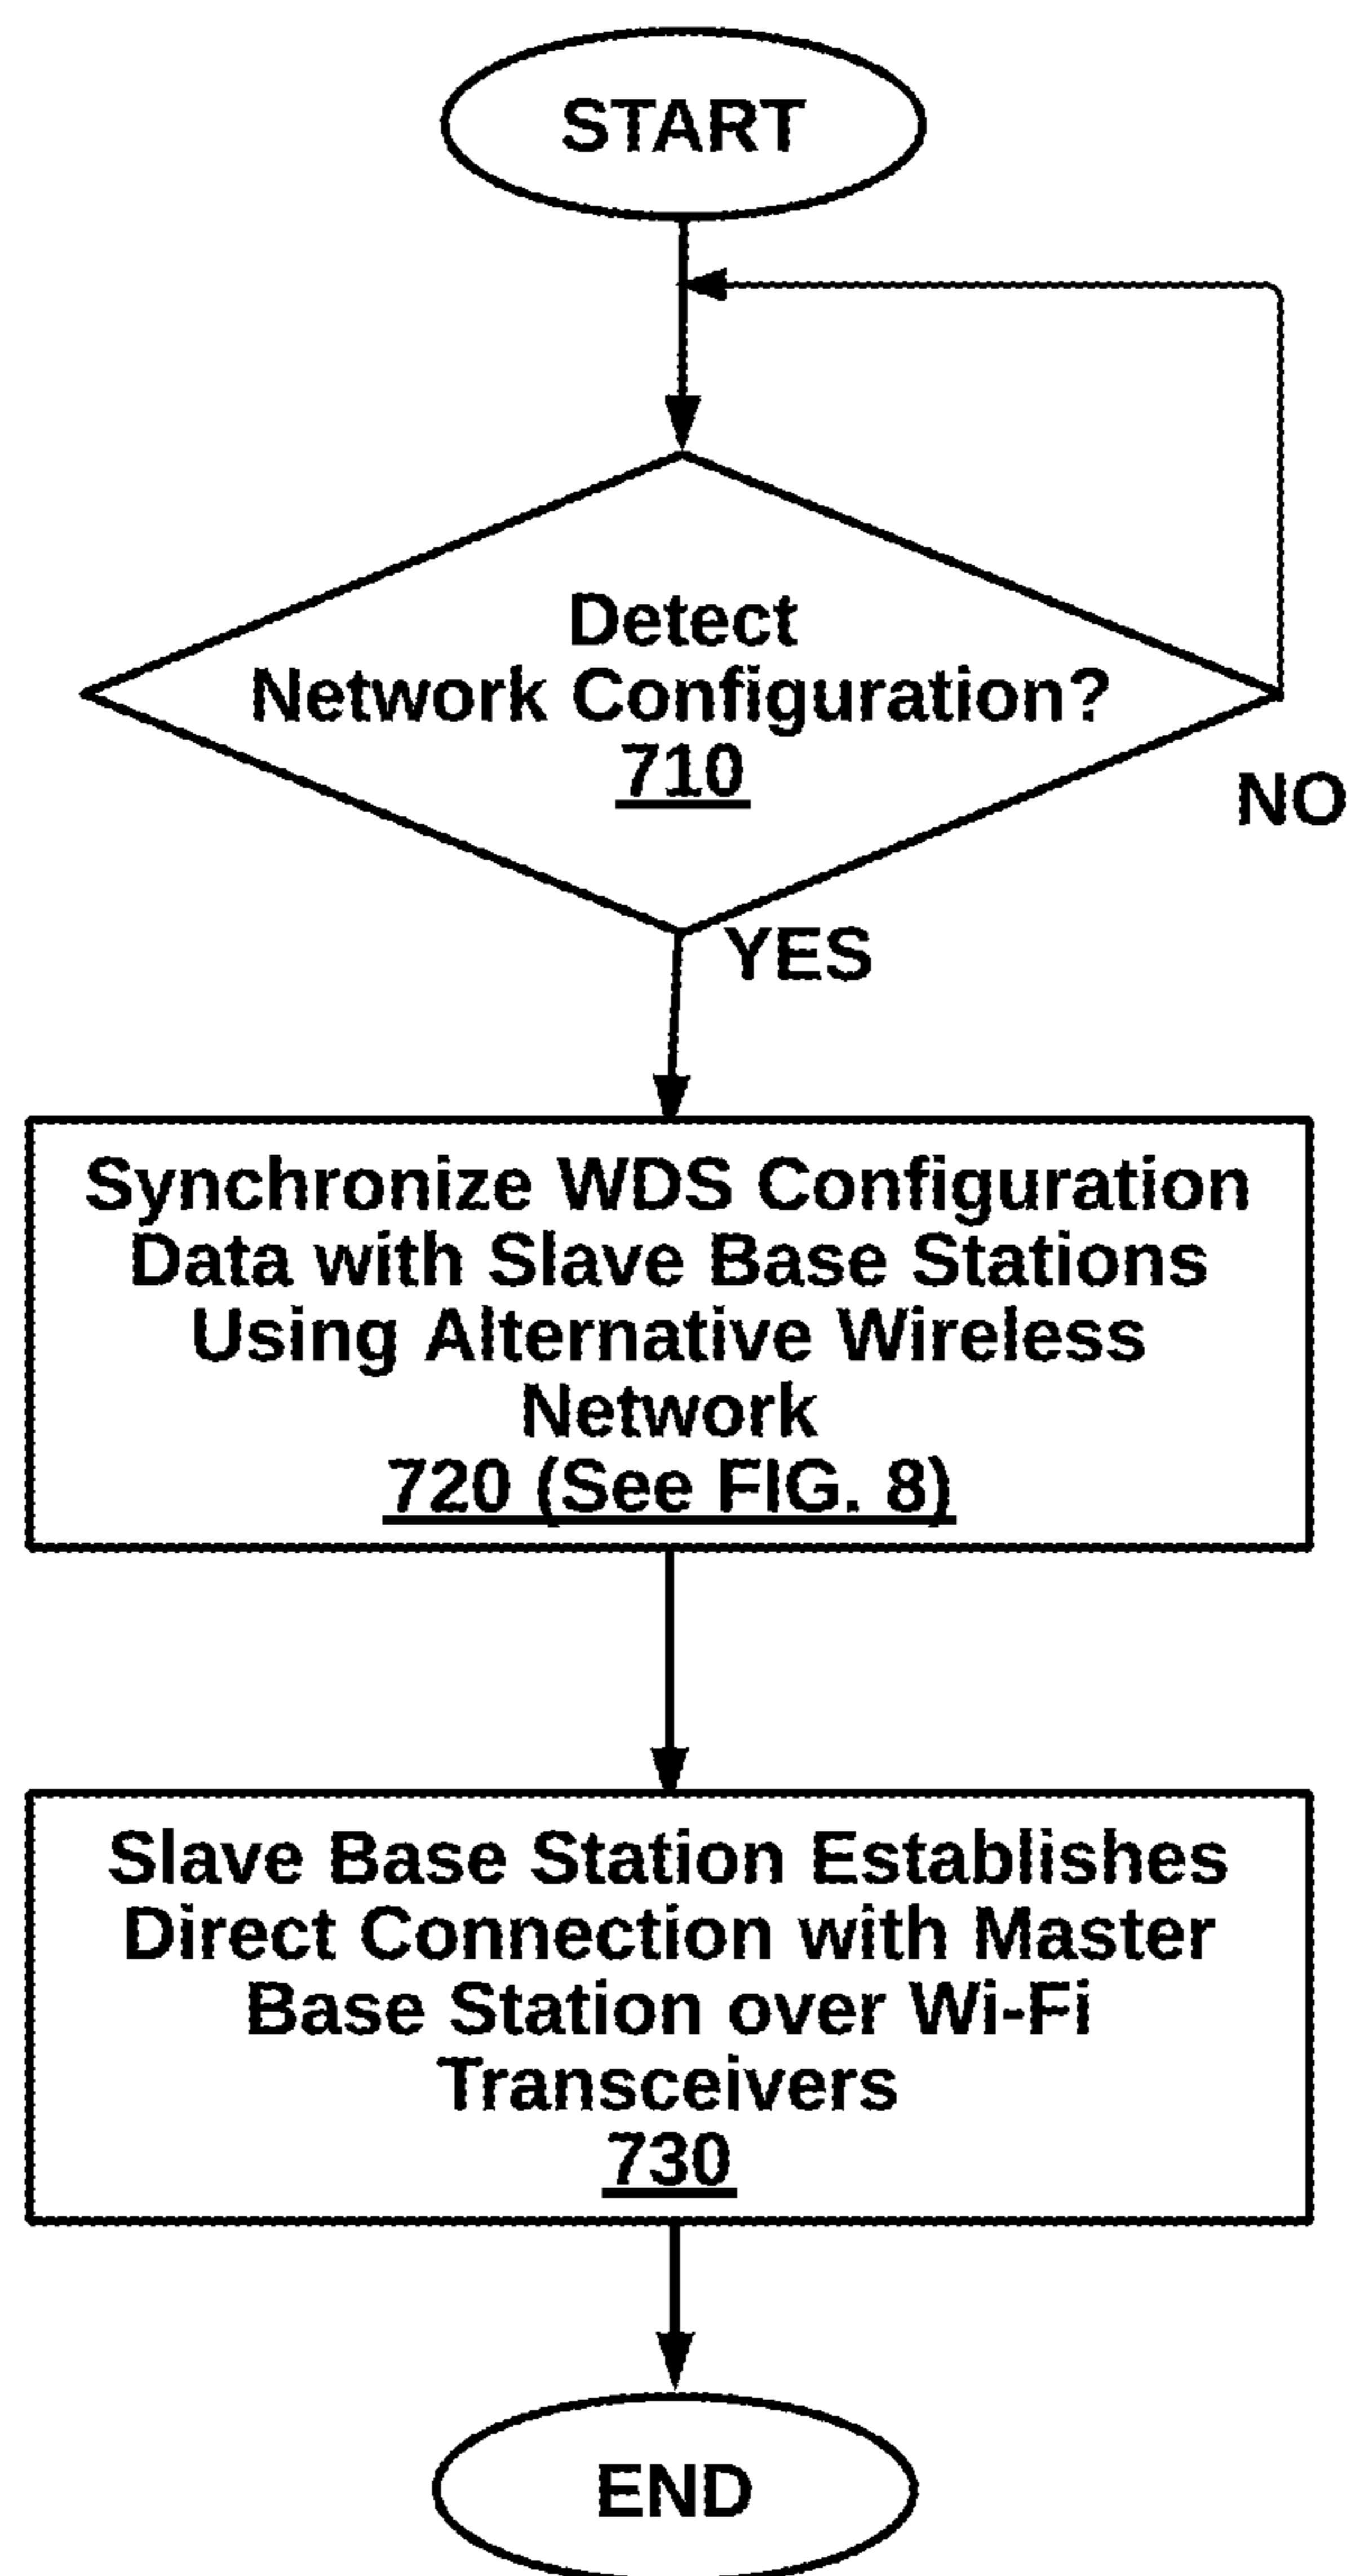 START
Detect
Network Configuration?
710
NO
YES
Synchronize WDS Configuration
Data with Slave Base Stations
Using Alternative Wireless
Network
720 (See FIG. 8)
Slave Base Station Establishes
Direct Connection with Master
Base Station over Wi-Fi
Transceivers
730
END